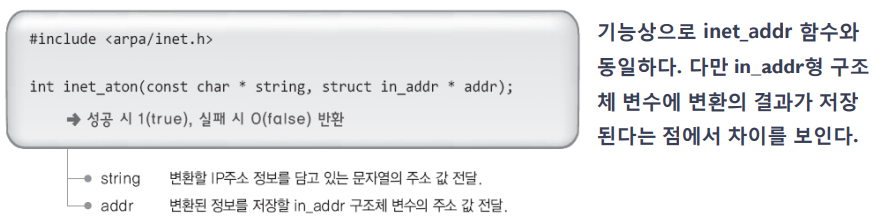 #include <arpa/inet.h>
int inet_aton(const char * string, struct in_addr * addr);
➔ 성공 시 1(true), 실패 시 0(false) 반환
string 변환할 IP주소 정보를 담고 있는 문자열의 주소 값 전달.
addr 변환된 정보를 저장할 in_addr 구조체 변수의 주소 값 전달.
기능상으로 inet_addr 함수와
동일하다. 다만 in_addr형 구조
체 변수에 변환의 결과가 저장
된다는 점에서 차이를 보인다.